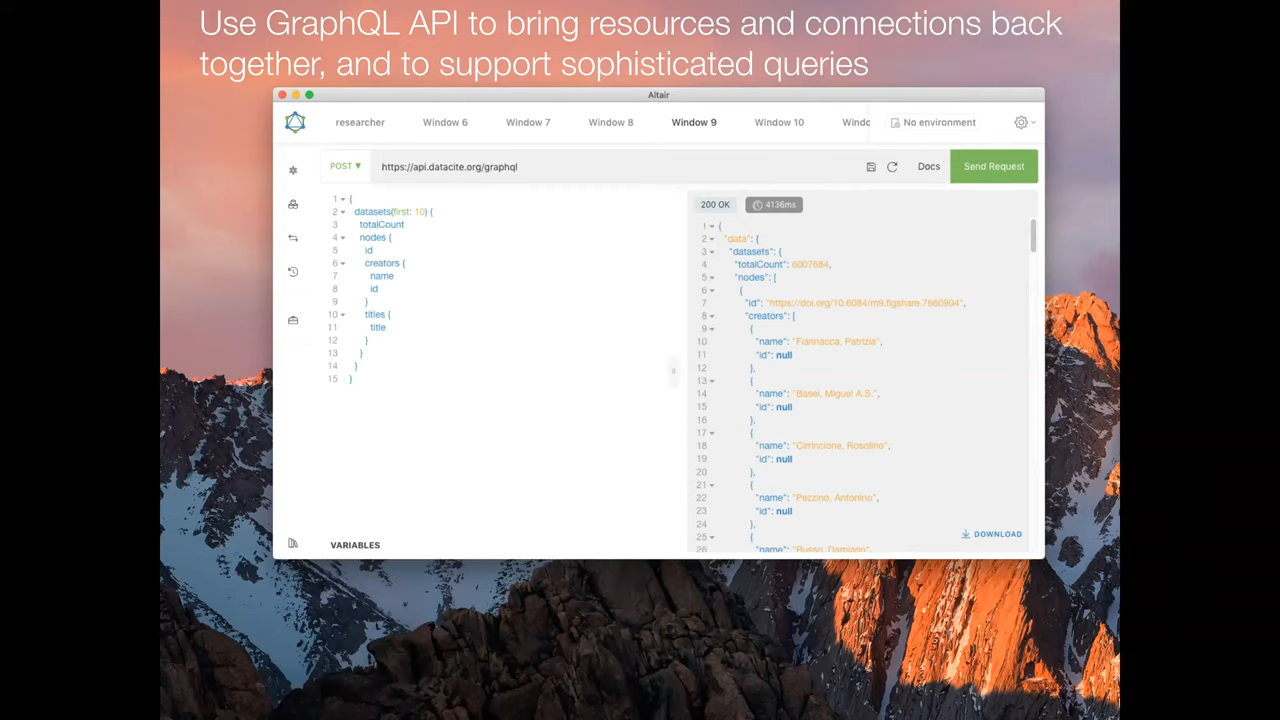 Use GraphQL API to bring resources and connections back
together, and to support sophisticated queries
Altair
researcher Window 6 Window 7 Window 8 Window 9 Window 10 Windc No environment
POST ▼ https://api.datacite.org/graphql Docs Send Request
1 {
2 datasets(first: 10) {
3 totalCount
4 nodes {
5 id
6 creators {
7 name
8 id
9 }
10 titles {
11 title
12 }
13 }
14 }
15 }
VARIABLES
200 OK 4136ms
1 {
2 "data": {
3 "datasets": {
4 "totalCount": 6007684,
5 "nodes": [
6 {
7 "id": "https://doi.org/10.6084/m9.figshare.7660904",
8 "creators": [
9 {
10 "name": "Fiannacca, Patrizia",
11 "id": null
12 },
13 {
14 "name": "Basei, Miguel A.S.",
15 "id": null
16 },
17 {
18 "name": "Cirrincione, Rosolino",
19 "id": null
20 },
21 {
22 "name": "Pezzino, Antonino",
23 "id": null
24 },
25 {
26 "name": "Russo, Damiano",
DOWNLOAD